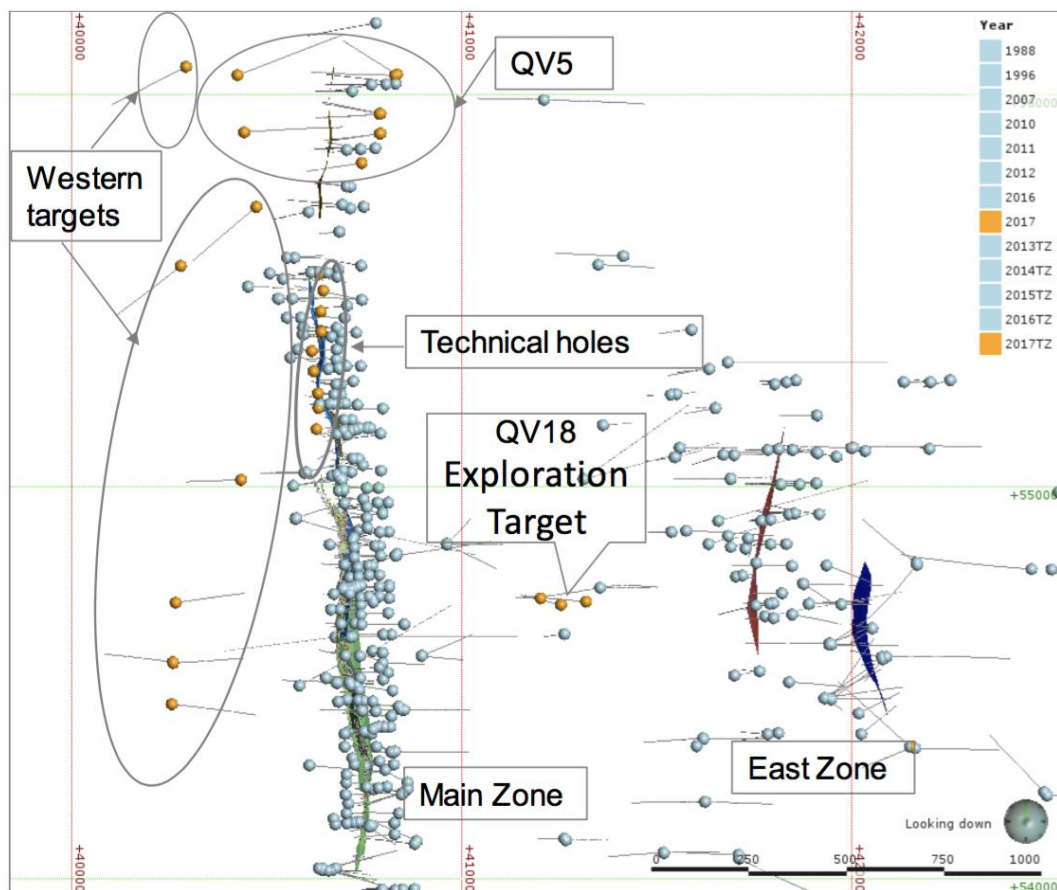 +40000
+41000
+42000
Year
1988
1996
2007
2010
2011
2012
2016
2017
2013TZ
2014TZ
2015TZ
2016TZ
2017TZ
QV5
Western
targets
Technical holes
QV18
Exploration
Target
+55000
Main Zone
East Zone
Looking down
0
250
500
750
1000
+40000
+41000
+54000